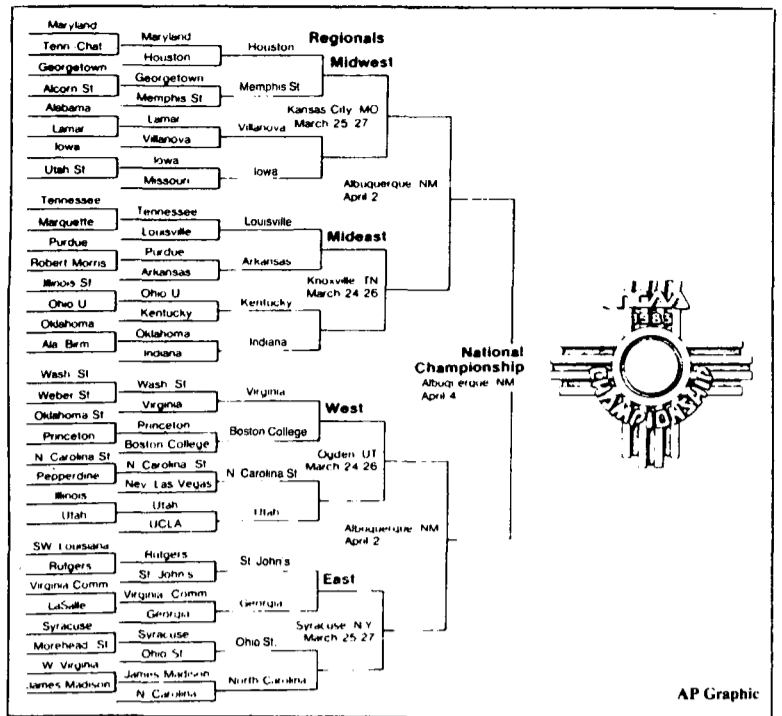 Regionals
Midwest
Maryland
Tenn Chat
Georgetown
Alcorn St
Alabama
Lamar
Iowa
Utah St
Maryland
Houston
Georgetown
Memphis St
Lamar
Villanova
Iowa
Missouri
Houston
Memphis St
Villanova
Iowa
Kansas City MO
March 25 27
Albuquerque NM
April 2
Mideast
Tennessee
Marquette
Purdue
Robert Morris
Illinois St
Ohio U
Oklahoma
Ala Birm
Tennessee
Louisville
Purdue
Arkansas
Ohio U
Kentucky
Oklahoma
Indiana
Louisville
Arkansas
Kentucky
Indiana
Knoxville TN
March 24 26
National
Championship
Albuquerque NM
April 4
1983
CHAMPIONSHIP
West
Wash St
Weber St
Oklahoma St
Princeton
N Carolina St
Pepperdine
Illinois
Utah
Wash St
Virginia
Princeton
Boston College
N Carolina St
Nev Las Vegas
Utah
UCLA
Virginia
Boston College
N Carolina St
Utah
Ogden UT
March 24 26
Albuquerque NM
April 2
East
SW Louisiana
Rutgers
Virginia Comm
LaSalle
Syracuse
Morehead St
W Virginia
James Madison
Rutgers
St John's
Virginia Comm
Georgia
Syracuse
Ohio St
James Madison
N Carolina
St John's
Georgia
Ohio St.
North Carolina
Syracuse N.Y
March 25 27
AP Graphic